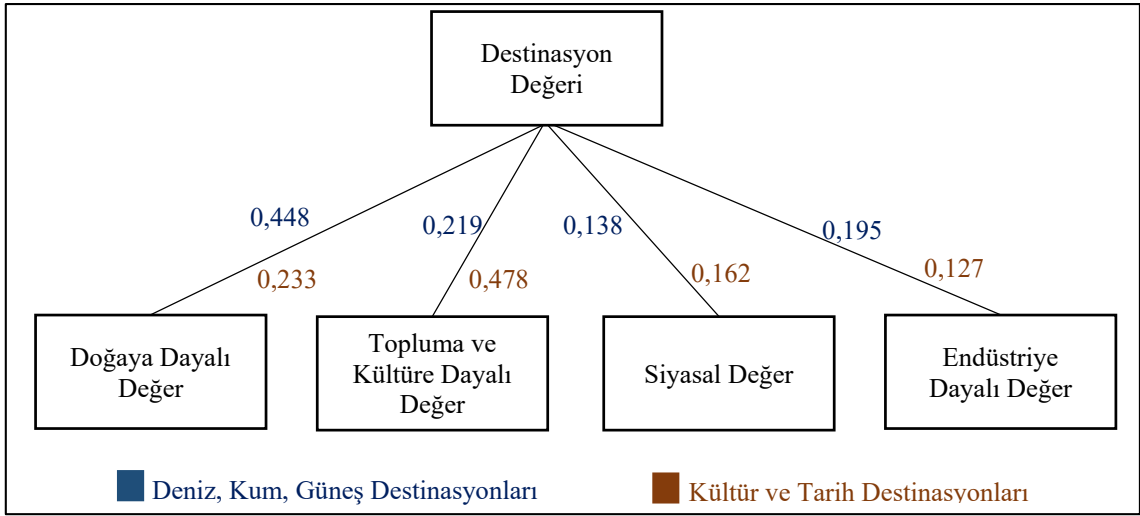 Destinasyon
Değeri
0,448
0,219
0,138
0,195
0,233
0,478
0,162
0,127
Doğaya Dayalı
Değer
Topluma ve
Kültüre Dayalı
Değer
Siyasal Değer
Endüstriye
Dayalı Değer
Deniz, Kum, Güneş Destinasyonları
Kültür ve Tarih Destinasyonları